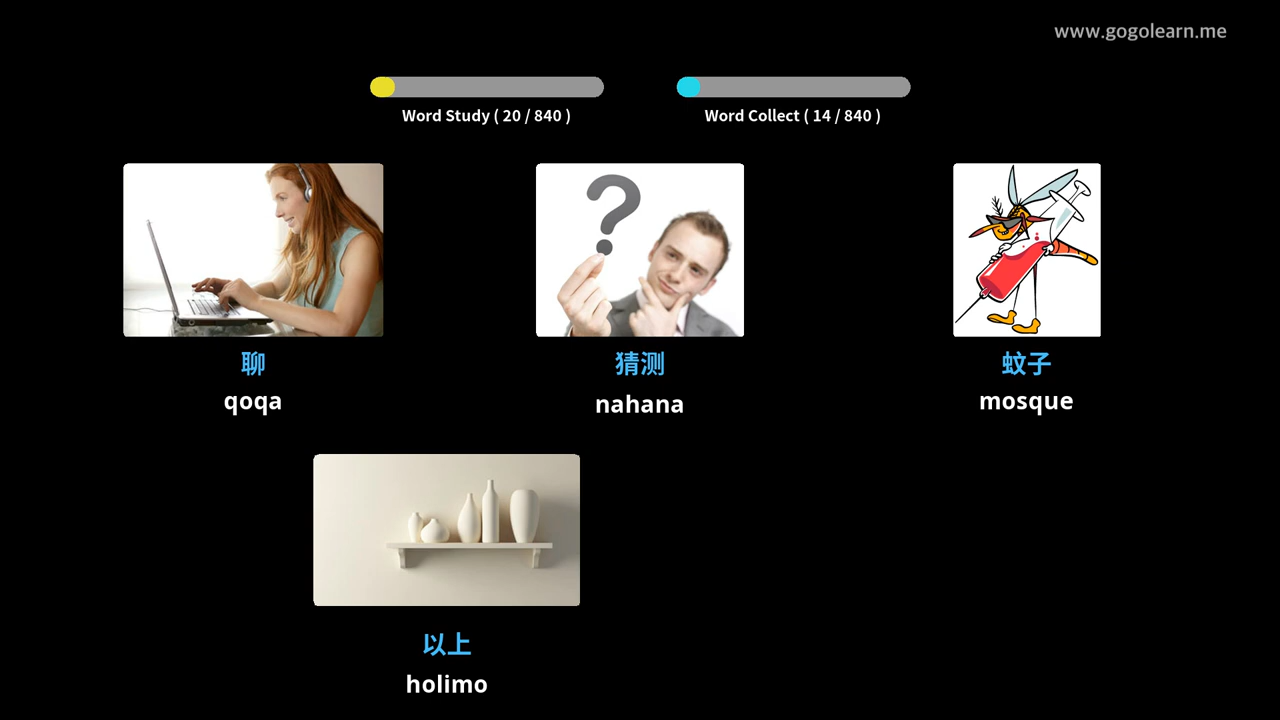 www.gogolearn.me
Word Study ( 20 / 840 )
Word Collect ( 14 / 840 )
聊
qoqa
猜测
nahana
蚊子
mosque
以上
holimo